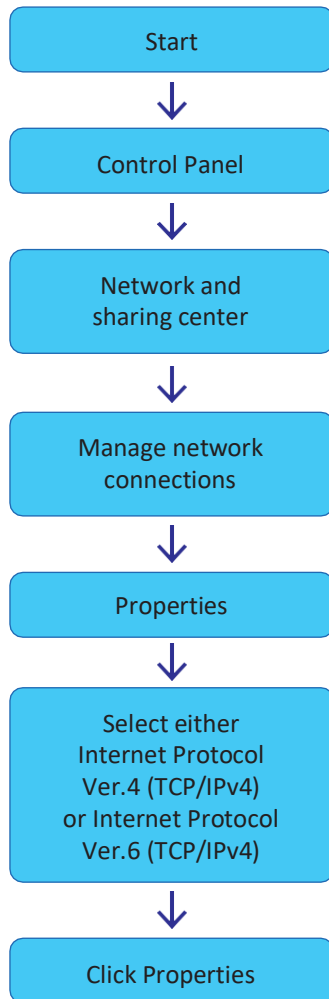 Start
Control Panel
Network and
sharing center
Manage network
connections
Properties
Select either
Internet Protocol
Ver.4 (TCP/IPv4)
or Internet Protocol
Ver.6 (TCP/IPv4)
Click Properties